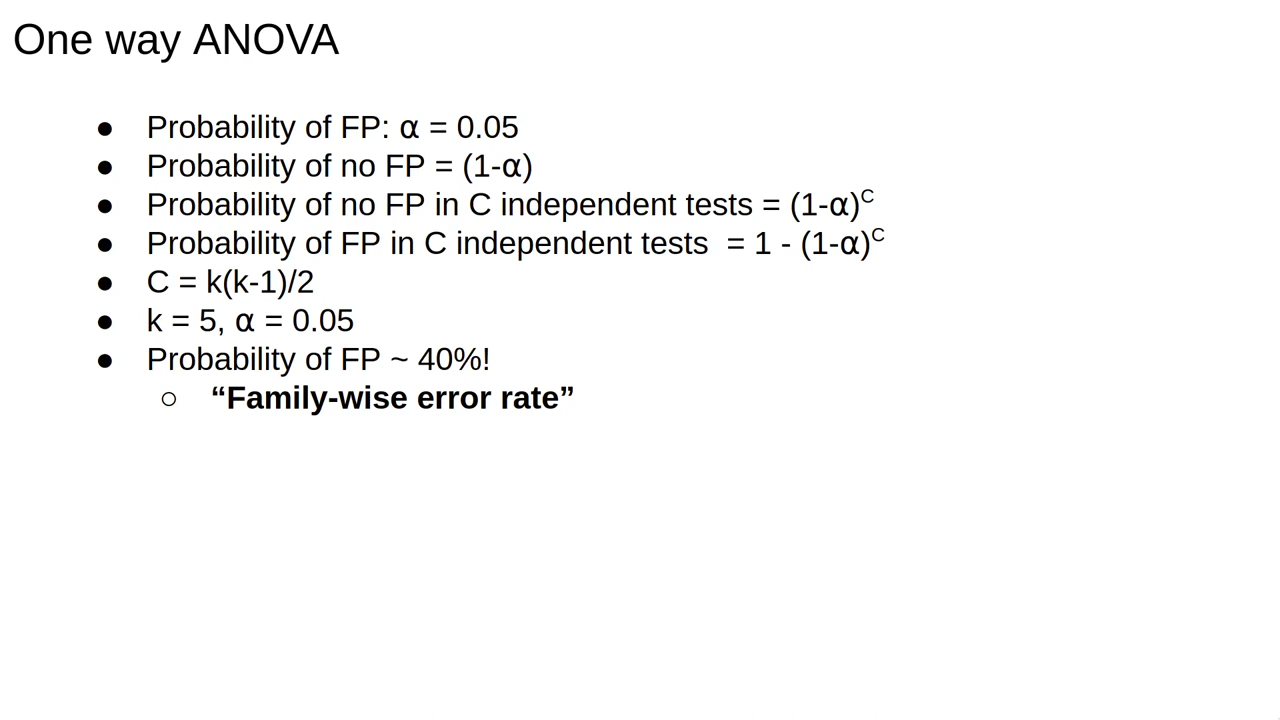 One way ANOVA
● Probability of FP: α = 0.05
● Probability of no FP = (1-α)
● Probability of no FP in C independent tests = (1-α)^C
● Probability of FP in C independent tests  = 1 - (1-α)^C
● C = k(k-1)/2
● k = 5, α = 0.05
● Probability of FP ~ 40%!
○ “Family-wise error rate”